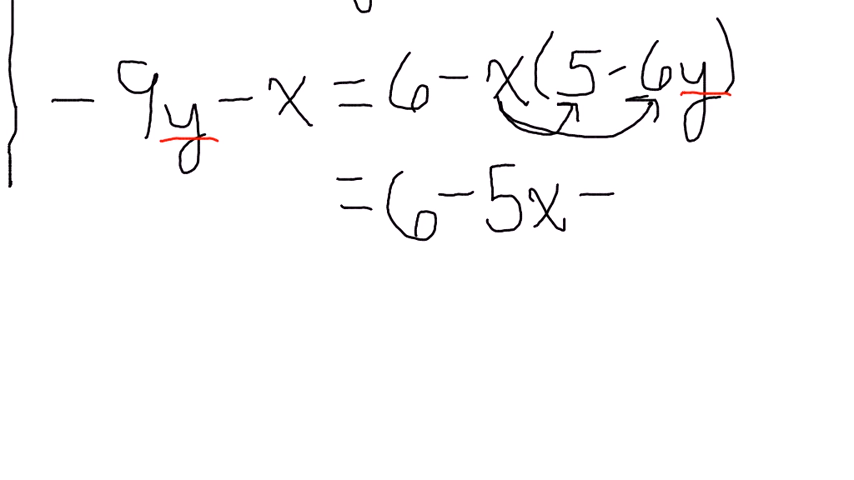 - 9y - x = 6 - x(5 - 6y)
= 6 - 5x -